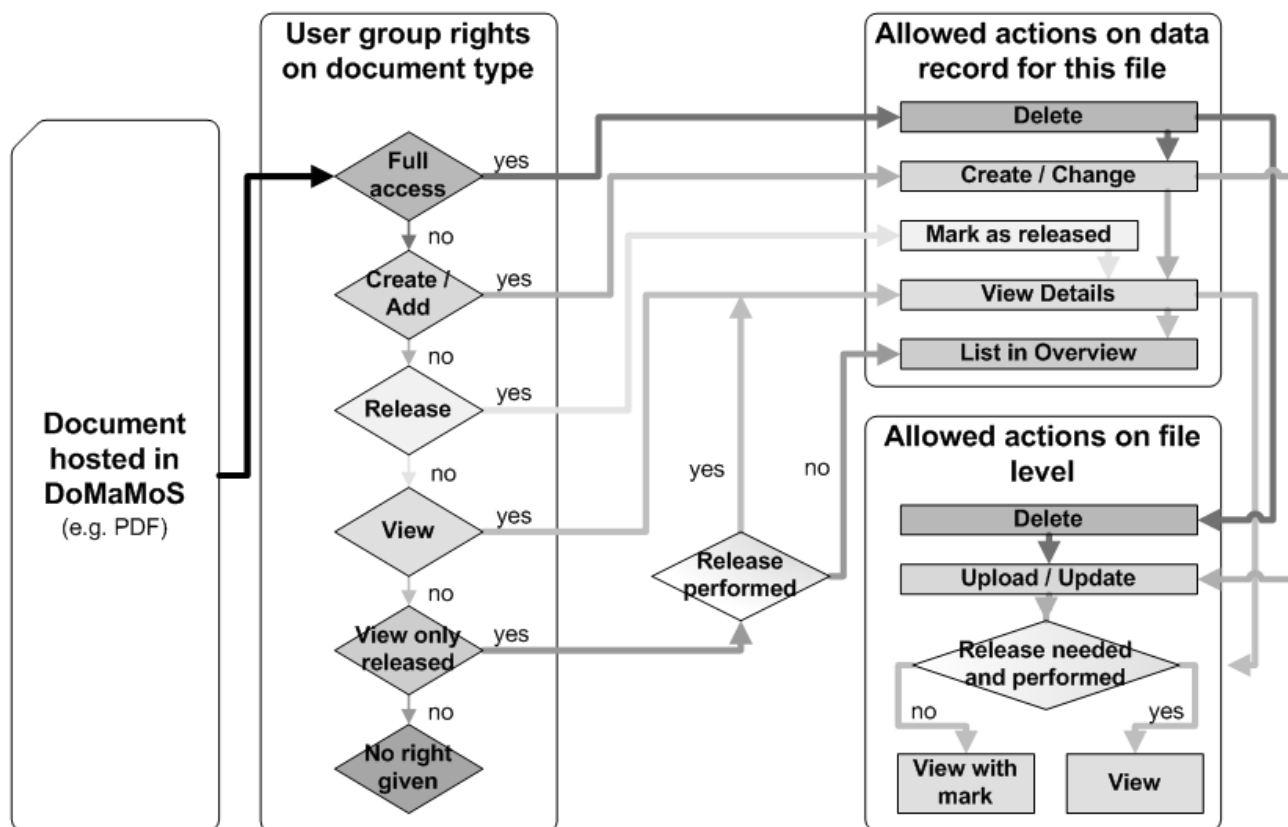 Document
hosted in
DoMaMoS
(e.g. PDF)
User group rights
on document type
Full
access
yes
no
Create /
Add
yes
no
Release
yes
no
View
yes
no
View only
released
yes
no
No right
given
yes
no
Release
performed
Allowed actions on data
record for this file
Delete
Create / Change
Mark as released
View Details
List in Overview
Allowed actions on file
level
Delete
Upload / Update
Release needed
and performed
no
yes
View with
mark
View